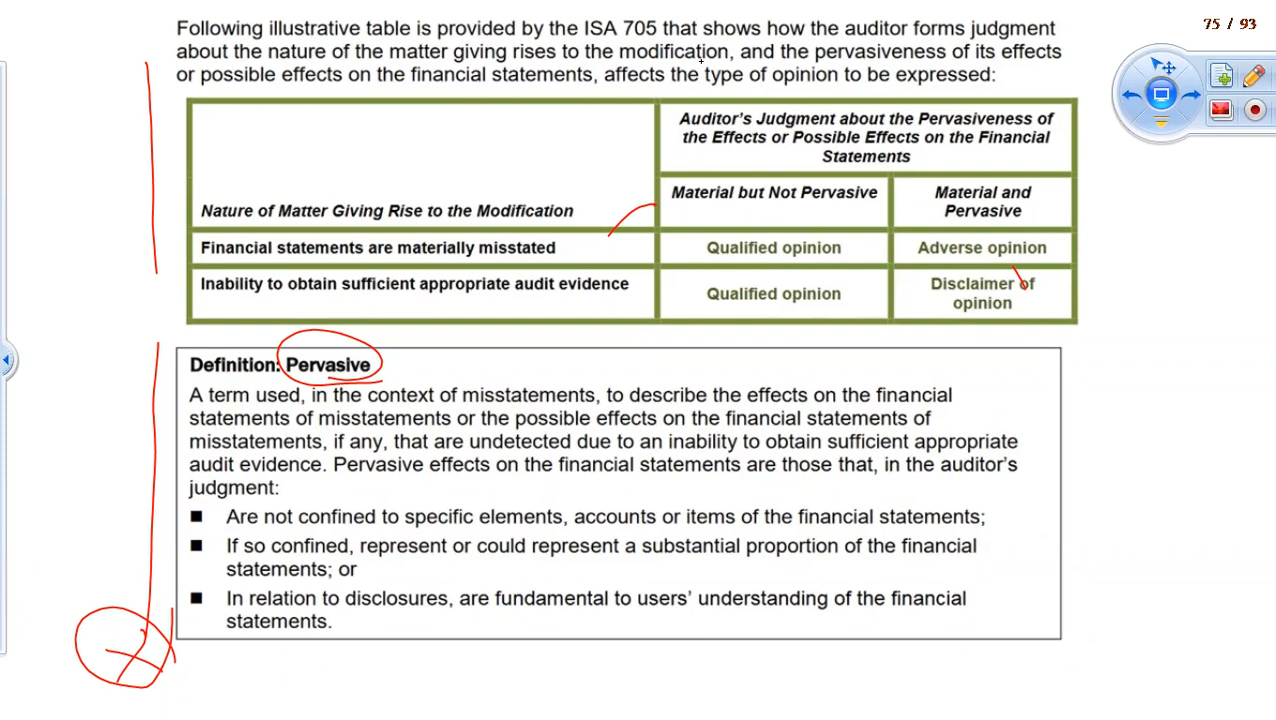 75 / 93
Following illustrative table is provided by the ISA 705 that shows how the auditor forms judgment
about the nature of the matter giving rises to the modification, and the pervasiveness of its effects
or possible effects on the financial statements, affects the type of opinion to be expressed:
Auditor's Judgment about the Pervasiveness of
the Effects or Possible Effects on the Financial
Statements
Nature of Matter Giving Rise to the Modification
Material but Not Pervasive
Material and
Pervasive
Financial statements are materially misstated
Qualified opinion
Adverse opinion
Inability to obtain sufficient appropriate audit evidence
Qualified opinion
Disclaimer of
opinion
Definition: Pervasive
A term used, in the context of misstatements, to describe the effects on the financial
statements of misstatements or the possible effects on the financial statements of
misstatements, if any, that are undetected due to an inability to obtain sufficient appropriate
audit evidence. Pervasive effects on the financial statements are those that, in the auditor's
judgment:
■ Are not confined to specific elements, accounts or items of the financial statements;
■ If so confined, represent or could represent a substantial proportion of the financial
statements; or
■ In relation to disclosures, are fundamental to users' understanding of the financial
statements.